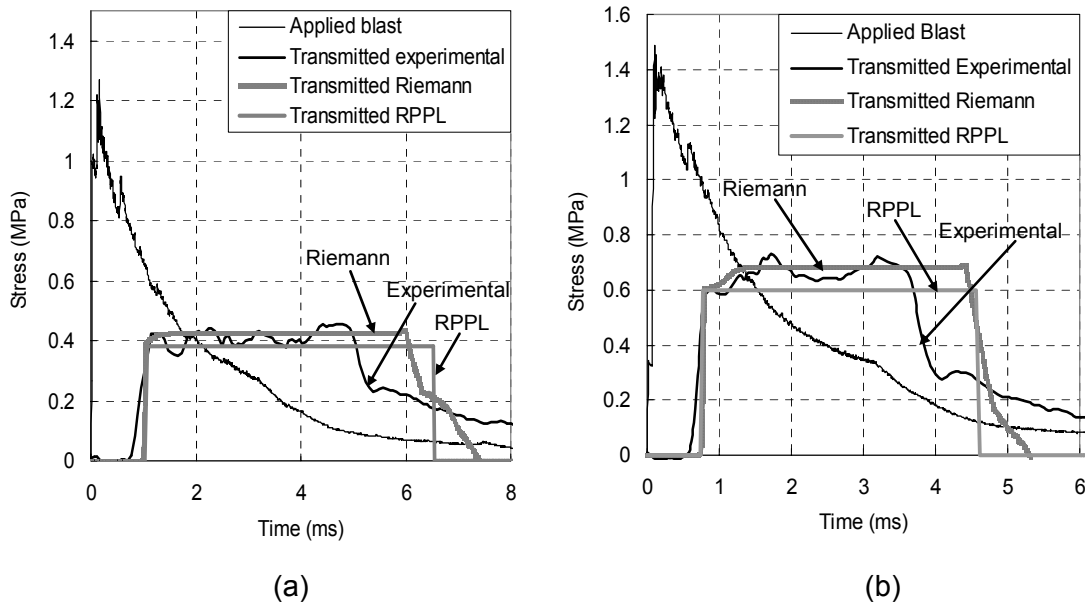 Applied blast
Transmitted experimental
Transmitted Riemann
Transmitted RPPL
Stress (MPa)
1.4
1.2
1
0.8
0.6
0.4
0.2
0
Riemann
Experimental
RPPL
0 2 4 6 8
Time (ms)
(a)
Applied Blast
Transmitted Experimental
Transmitted Riemann
Transmitted RPPL
Stress (MPa)
1.6
1.4
1.2
1
0.8
0.6
0.4
0.2
0
Riemann
RPPL
Experimental
0 1 2 3 4 5 6
Time (ms)
(b)